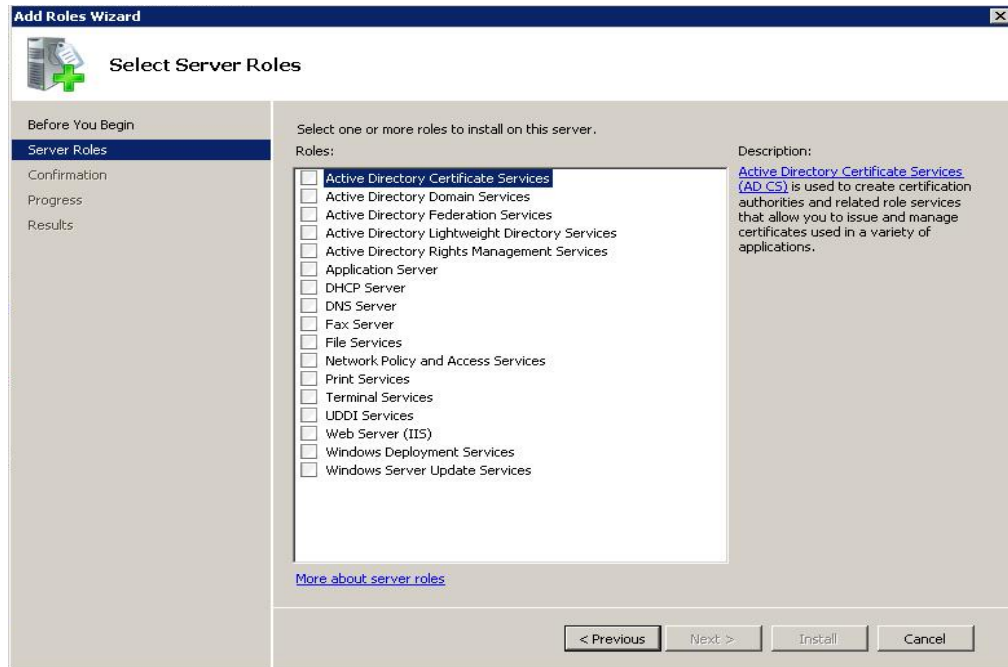 Add Roles Wizard
Select Server Roles
Before You Begin
Server Roles
Confirmation
Progress
Results
Select one or more roles to install on this server.
Roles:
Active Directory Certificate Services
Active Directory Domain Services
Active Directory Federation Services
Active Directory Lightweight Directory Services
Active Directory Rights Management Services
Application Server
DHCP Server
DNS Server
Fax Server
File Services
Network Policy and Access Services
Print Services
Terminal Services
UDDI Services
Web Server (IIS)
Windows Deployment Services
Windows Server Update Services
More about server roles
Description:
Active Directory Certificate Services
(AD CS) is used to create certification
authorities and related role services
that allow you to issue and manage
certificates used in a variety of
applications.
< Previous
Next >
Install
Cancel